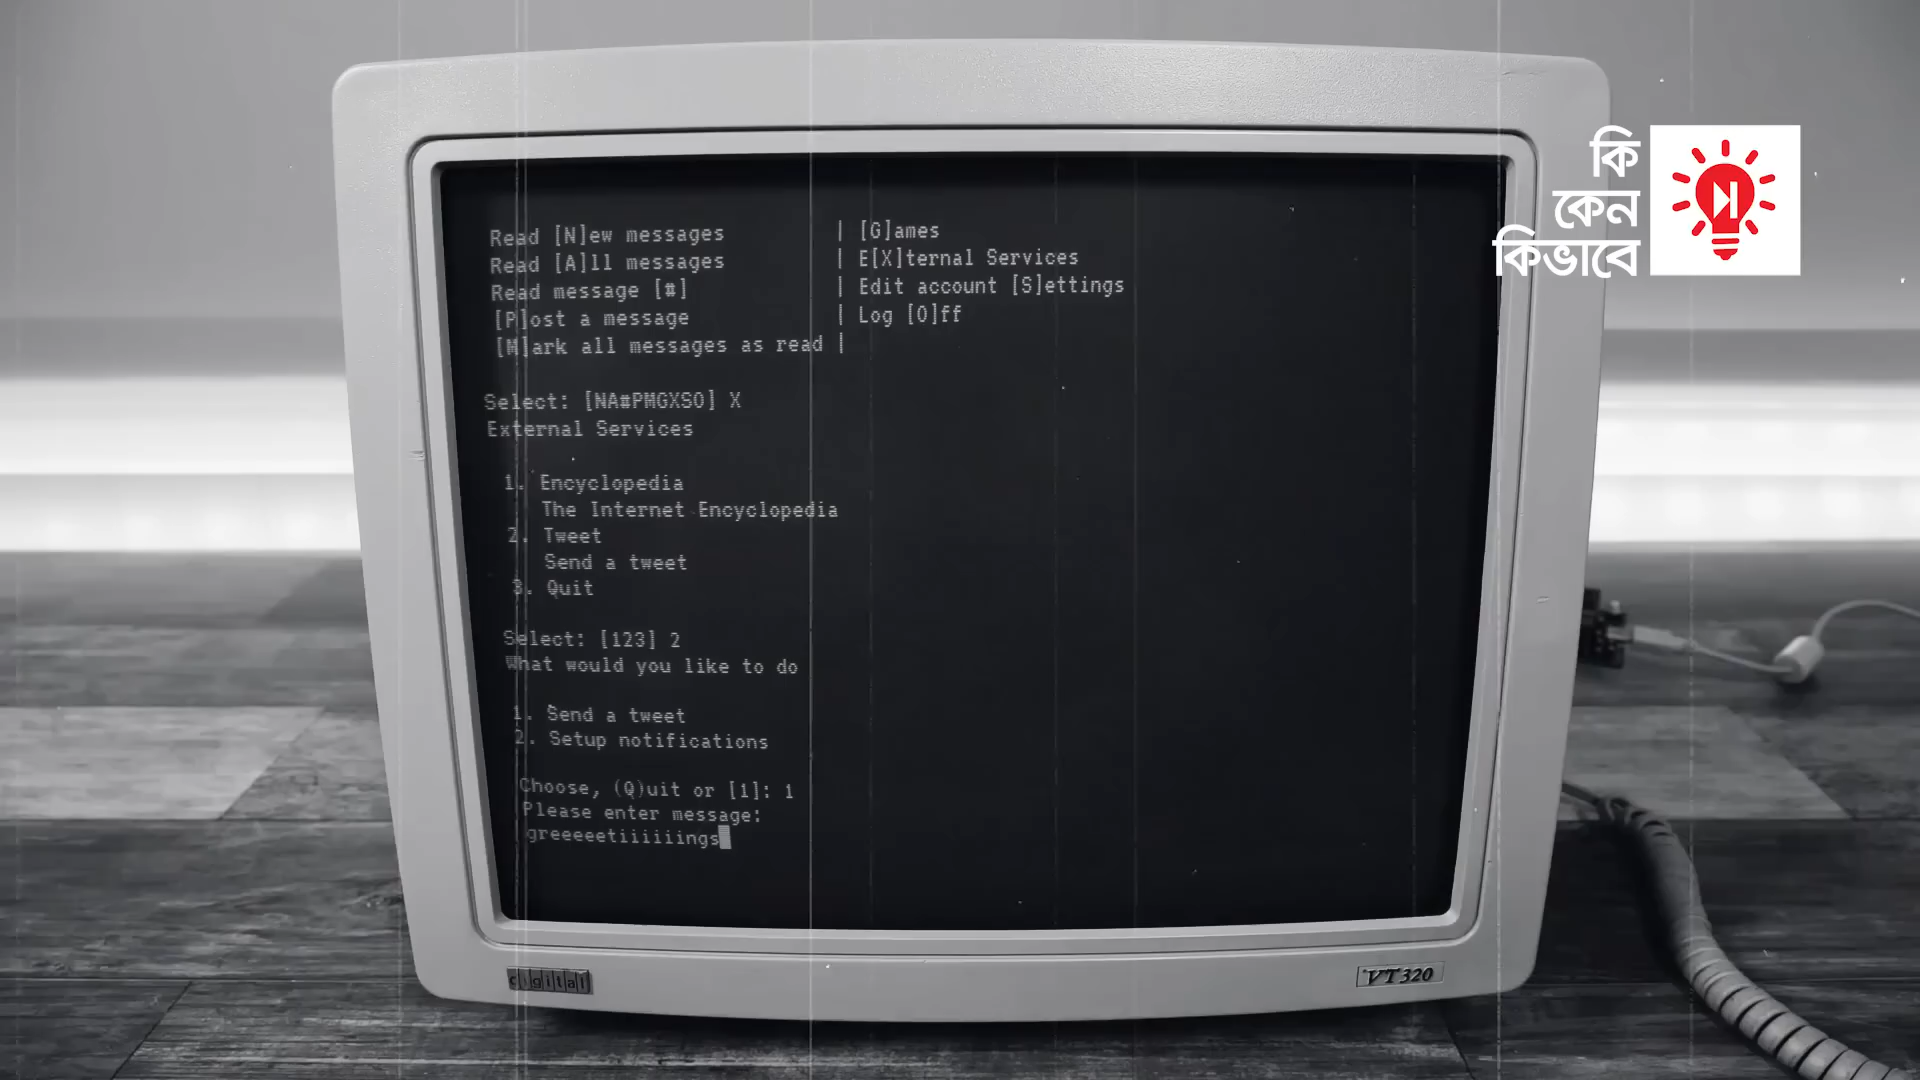 Read [N]ew messages | [G]ames
Read [A]ll messages | E[X]ternal Services
Read message [#] | Edit account [S]ettings
[P]ost a message | Log [O]ff
[M]ark all messages as read |
Select: [NA#PMGXSO] X
External Services
1. Encyclopedia
The Internet Encyclopedia
2. Tweet
Send a tweet
3. Quit
Select: [123] 2
What would you like to do
1. Send a tweet
2. Setup notifications
Choose, (Q)uit or [1]: 1
Please enter message:
greeeeetiiiiiings
digital
VT320
কি
কেন
কিভাবে